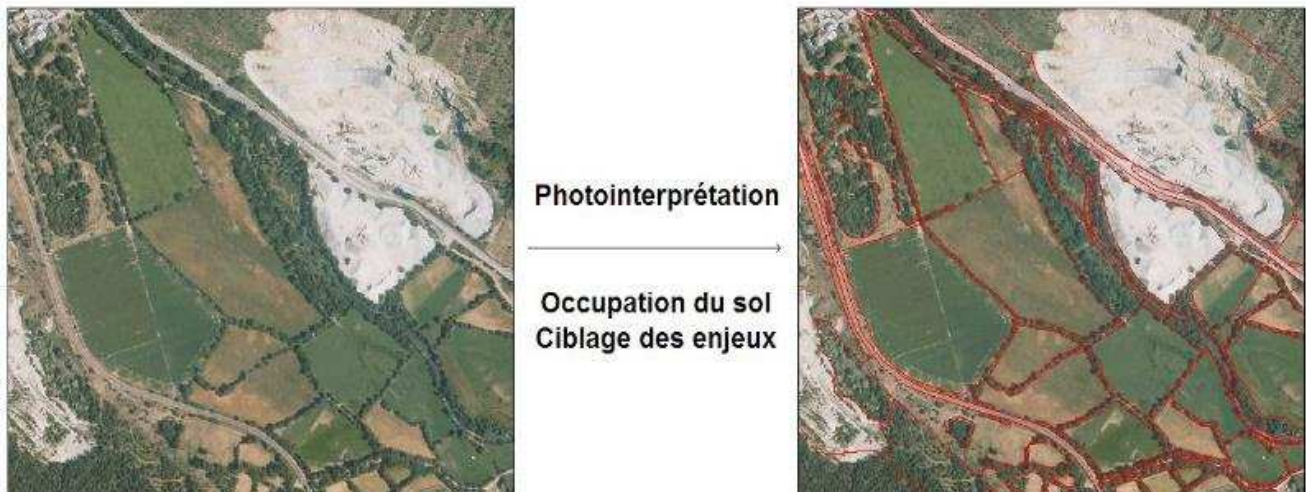 Photointerprétation
Occupation du sol
Ciblage des enjeux